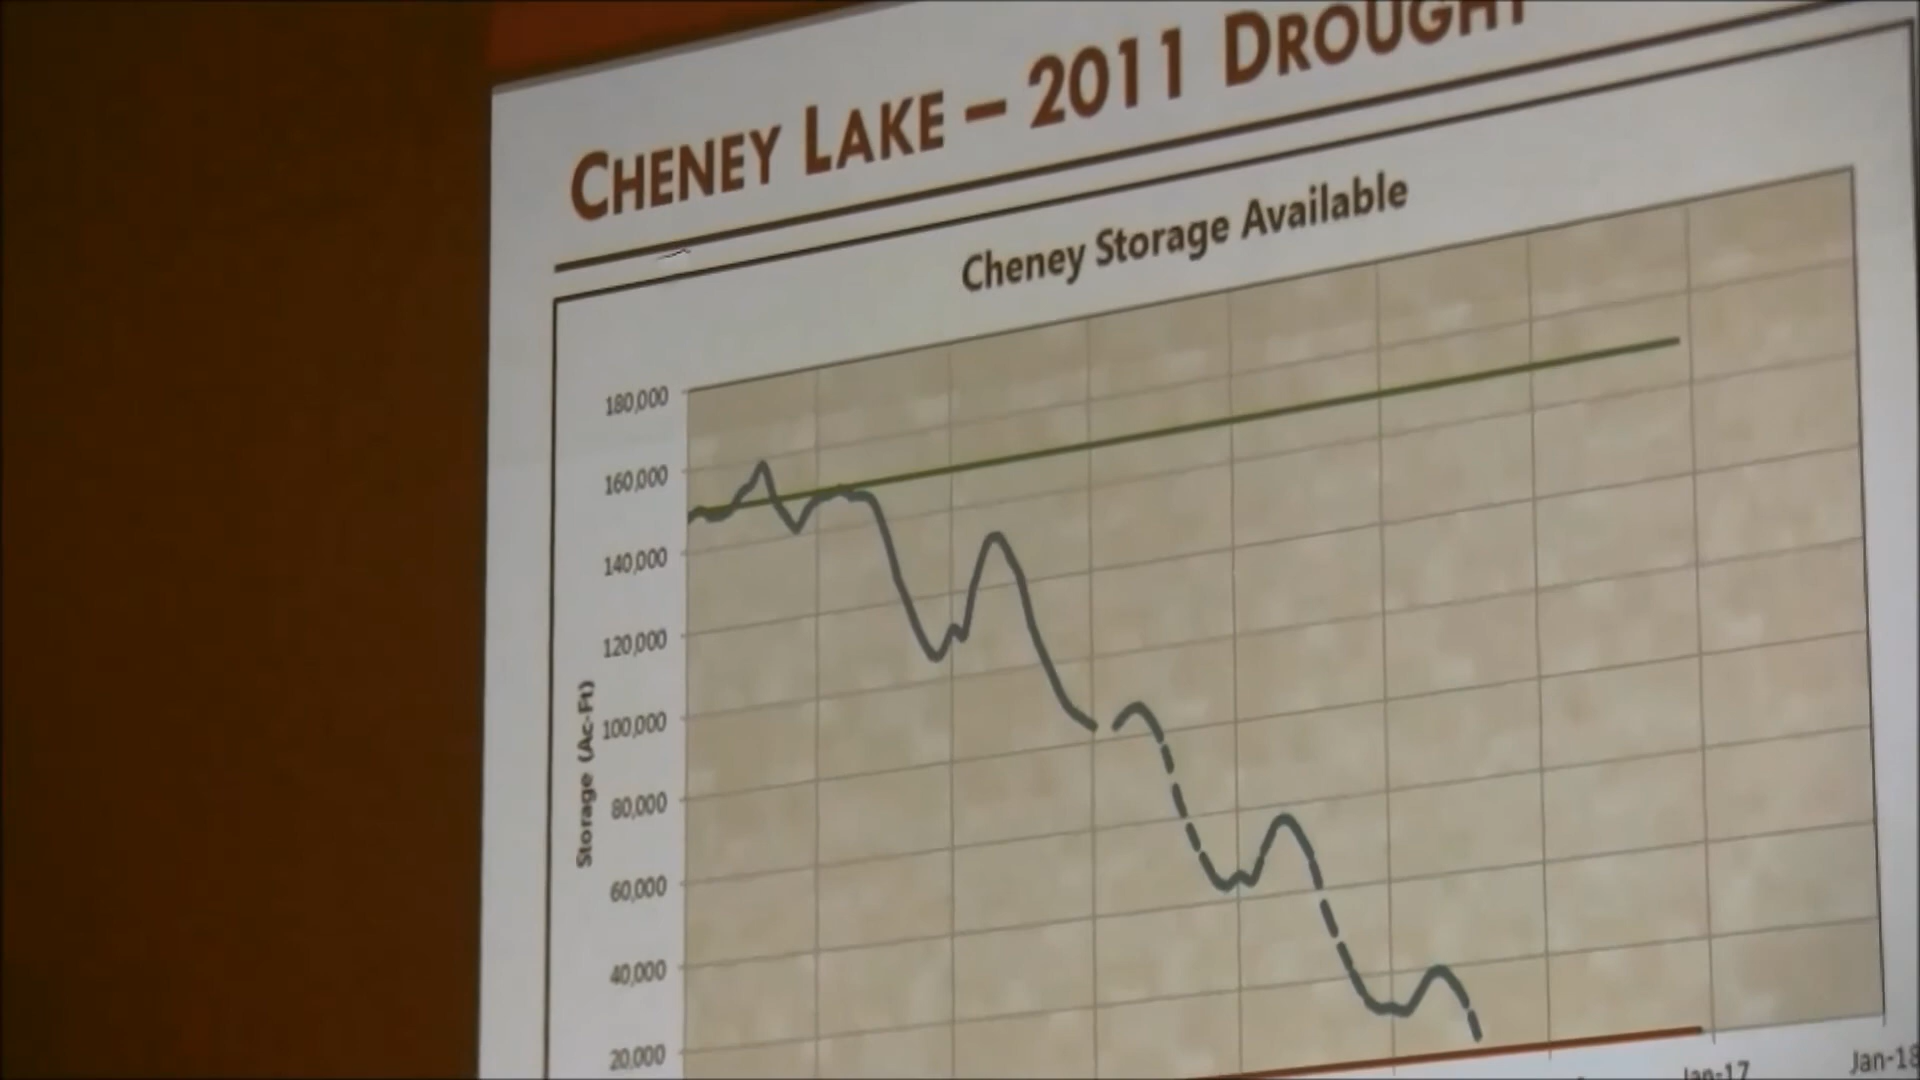 CHENEY LAKE – 2011 DROUGHT
Cheney Storage Available
180,000
160,000
140,000
120,000
100,000
80,000
60,000
40,000
20,000
Storage (Ac-Ft)
Jan-17
Jan-18